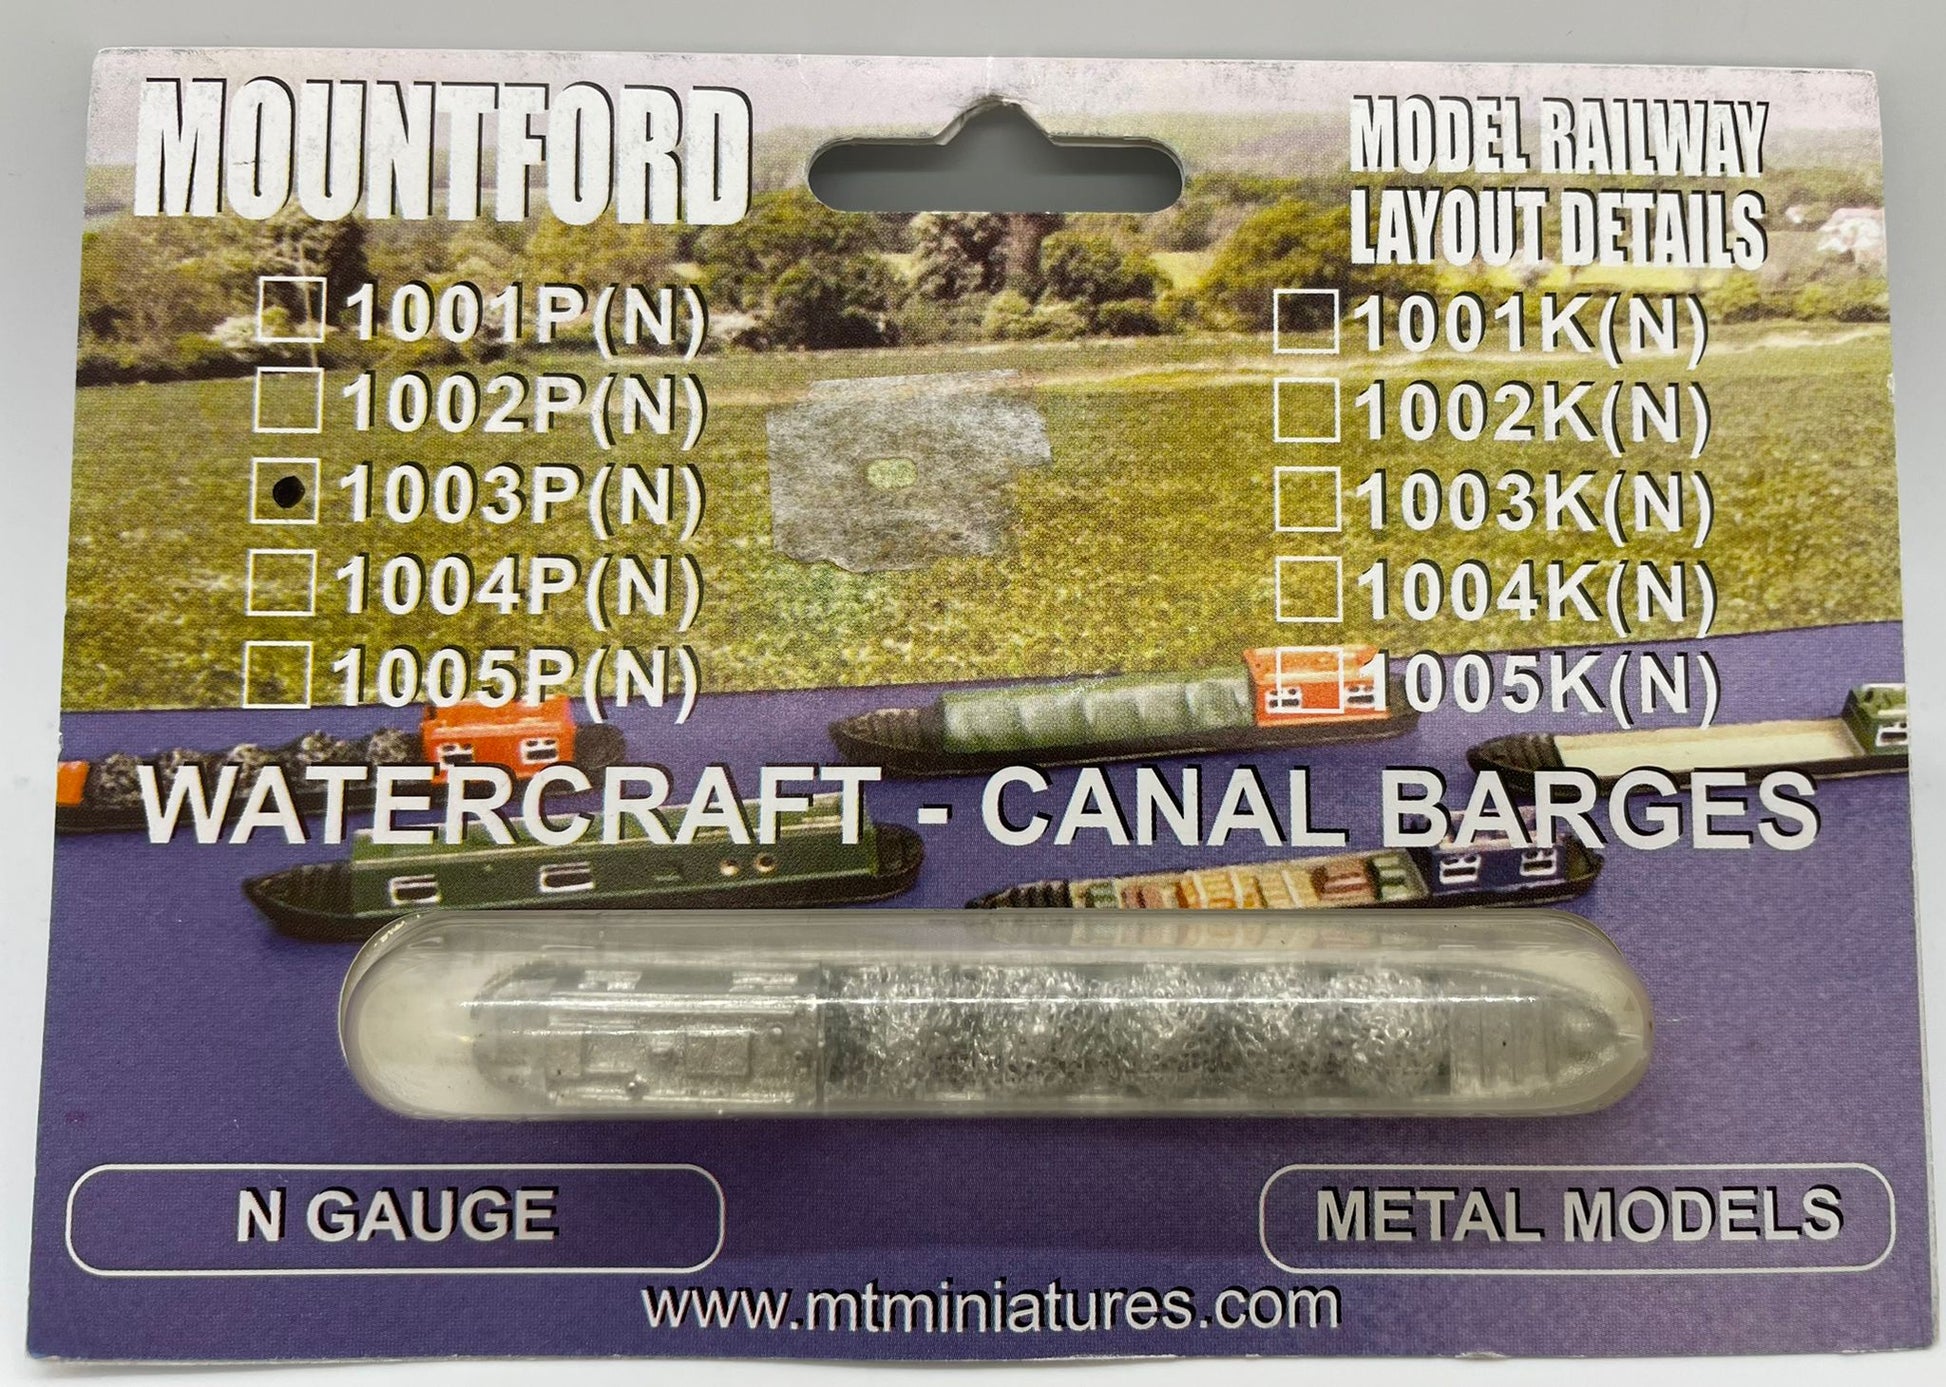 MOUNTFORD
MODEL RAILWAY
LAYOUT DETAILS
1001P(N)
1002P(N)
1003P(N)
1004P(N)
1005P(N)
1001K(N)
1002K(N)
1003K(N)
1004K(N)
1005K(N)
WATERCRAFT - CANAL BARGES
N GAUGE
METAL MODELS
www.mtminiatures.com